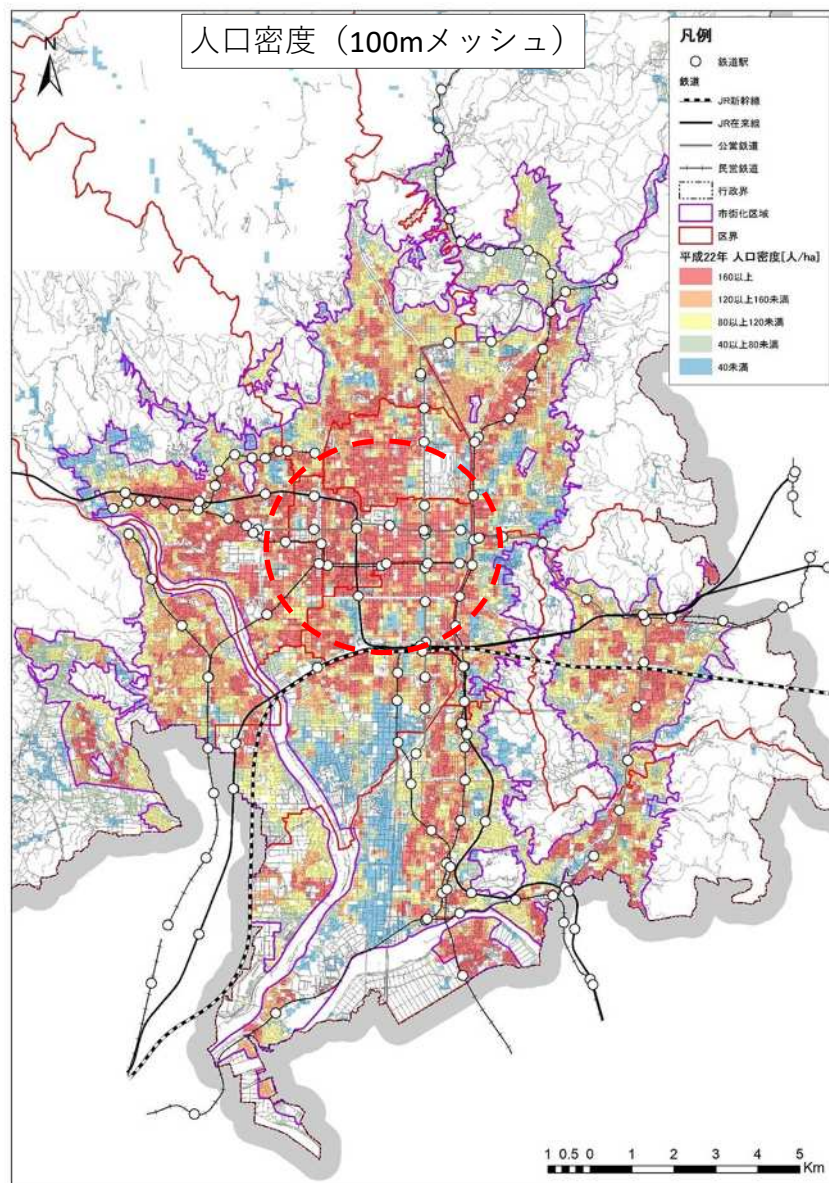 人口密度（100mメッシュ）
N
凡例
鉄道駅
鉄道
JR新幹線
JR在来線
公営鉄道
民営鉄道
行政界
市街化区域
区界
平成22年 人口密度[人/ha]
160以上
120以上160未満
80以上120未満
40以上80未満
40未満
1 0.5 0 1 2 3 4 5
Km